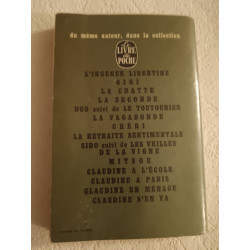 du même auteur, dans la collection
LE
LIVRE
DE
POCHE
L'INGENUE LIBERTINE
GIGI
LA CHATTE
LA SECONDE
DUO suivi de LE TOUTOUNIER
LA VAGABONDE
CHÉRI
LA RETRAITE SENTIMENTALE
SIDO suivi de LES VRILLES
DE LA VIGNE
MITSOU
CLAUDINE A L'ÉCOLE
CLAUDINE A PARIS
CLAUDINE EN MÉNAGE
CLAUDINE S'EN VA